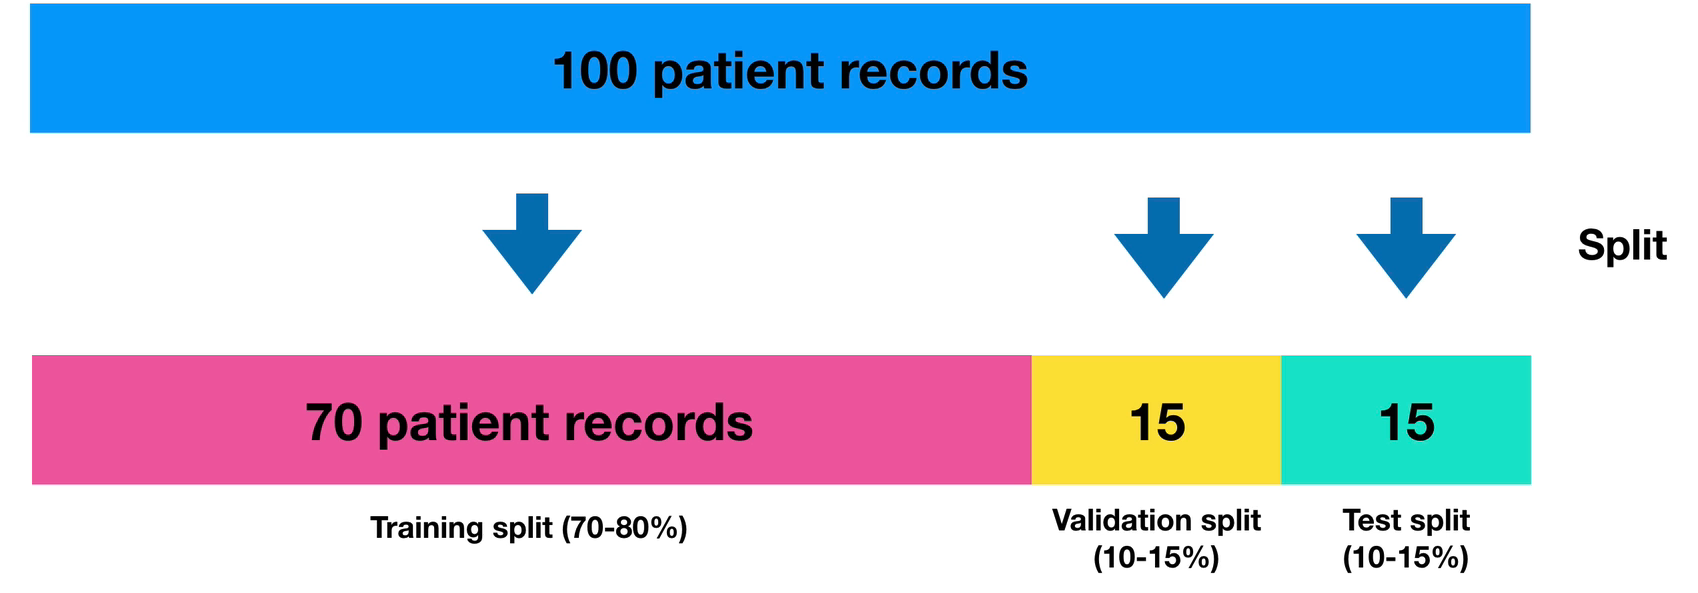 100 patient records
Split
70 patient records
15
15
Training split (70-80%)
Validation split
(10-15%)
Test split
(10-15%)